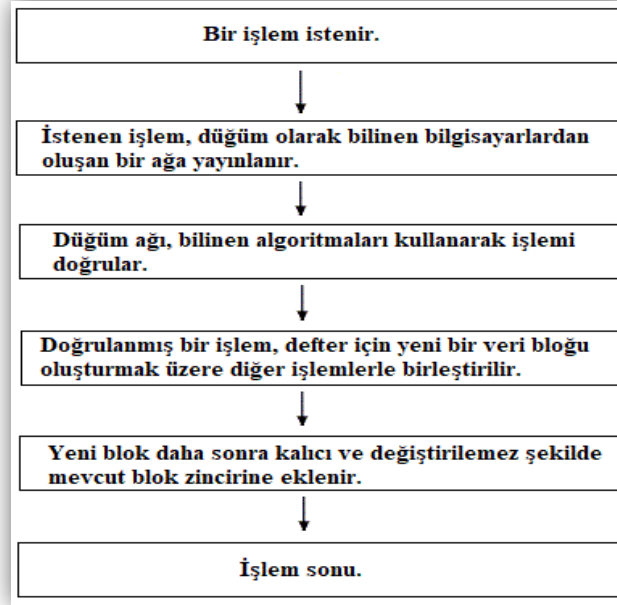 Bir işlem istenir.
İstenen işlem, düğüm olarak bilinen bilgisayarlardan
oluşan bir ağa yayınlanır.
Düğüm ağı, bilinen algoritmaları kullanarak işlemi
doğrular.
Doğrulanmış bir işlem, defter için yeni bir veri bloğu
oluşturmak üzere diğer işlemlerle birleştirilir.
Yeni blok daha sonra kalıcı ve değiştirilemez şekilde
mevcut blok zincirine eklenir.
İşlem sonu.